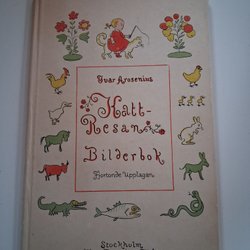 Ivar Arosenius
Katt-
Resan
Bilderbok
Fjortonde Upplagan.
Stockholm